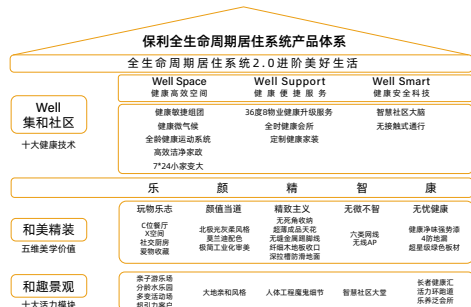 保利全生命周期居住系统产品体系
全生命周期居住系统2.0进阶美好生活
Well Space
健康高效空间
Well Support
健康便捷服务
Well Smart
健康安全科技
Well
集和社区
十大健康技术
健康敏捷组团
健康微气候
全龄健康运动系统
高效洁净家政
7*24小家变大
36度8物业健康升级服务
全时健康会所
定制健康家装
智慧社区大脑
无接触式通行
乐 颜 精 智 康
和美精装
五维美学价值
玩物乐志
C位餐厅
X空间
社交厨房
爱物收藏
颜值当道
北极光灰柔风格
莫兰迪配色
极简工业化审美
精致主义
无死角收纳
超薄成品天花
无缝金属踢脚线
纤细木地板收口
深拉槽防滑地面
无微不智
六类网线
无线AP
无忧健康
健康净味强势漆
4防地漏
超星级绿色板材
和趣景观
十大活力模块
亲子游乐场
分龄水乐园
多变活动场
组引力客户
大地亲和风格
人体工程魔鬼细节
智慧社区大堂
长者健康汇
活力环跑道
乐养泛会所